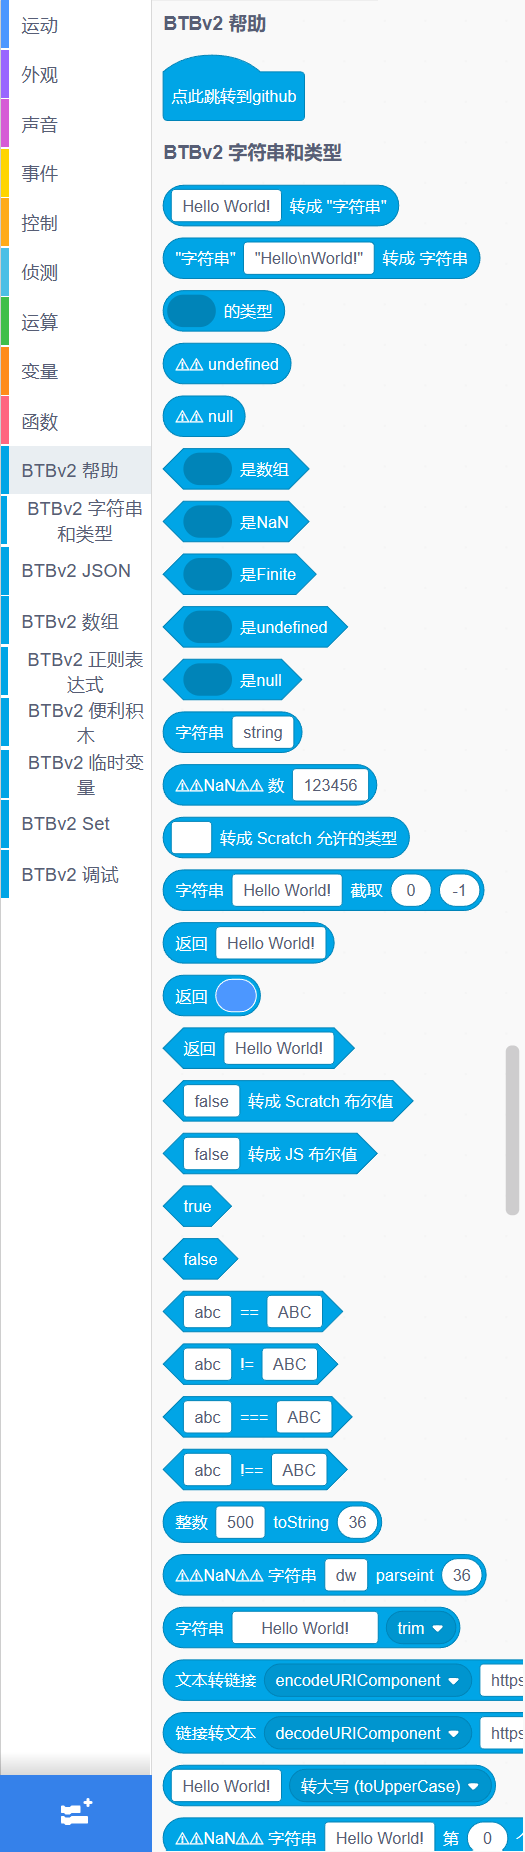 运动
外观
声音
事件
控制
侦测
运算
变量
函数
BTBv2 帮助
BTBv2 字符串
和类型
BTBv2 JSON
BTBv2 数组
BTBv2 正则表
达式
BTBv2 便利积
木
BTBv2 临时变
量
BTBv2 Set
BTBv2 调试
BTBv2 帮助
点此跳转到github
BTBv2 字符串和类型
Hello World! 转成 "字符串"
"字符串" "Hello\nWorld!" 转成 字符串
的类型
⚠⚠ undefined
⚠⚠ null
是数组
是NaN
是Finite
是undefined
是null
字符串 string
⚠⚠NaN⚠⚠ 数 123456
转成 Scratch 允许的类型
字符串 Hello World! 截取 0 -1
返回 Hello World!
返回
返回 Hello World!
false 转成 Scratch 布尔值
false 转成 JS 布尔值
true
false
abc == ABC
abc != ABC
abc === ABC
abc !== ABC
整数 500 toString 36
⚠⚠NaN⚠⚠ 字符串 dw parseint 36
字符串 Hello World! trim
文本转链接 encodeURIComponent https
链接转文本 decodeURIComponent https
Hello World! 转大写 (toUpperCase)
⚠⚠NaN⚠⚠ 字符串 Hello World! 第 0